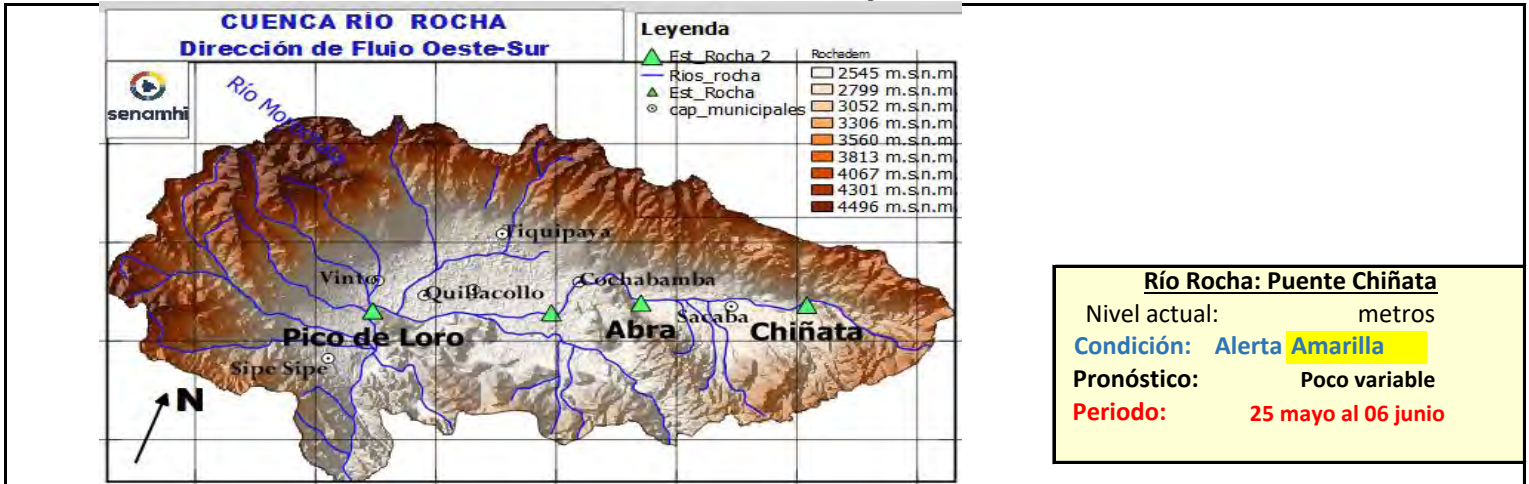 CUENCA RÍO ROCHA
Dirección de Flujo Oeste-Sur
senamhi
Leyenda
Est_Rocha 2
Rios_rocha
Est_Rocha
cap_municipales
Rochadem
2545 m.s.n.m.
2799 m.s.n.m.
3052 m.s.n.m.
3306 m.s.n.m.
3560 m.s.n.m.
3813 m.s.n.m.
4067 m.s.n.m.
4301 m.s.n.m.
4496 m.s.n.m.
Río Morochata
Tiquipaya
Vinto
Quillacollo
Cochabamba
Sacaba
Pico de Loro
Abra
Chiñata
Sipe Sipe
N
Río Rocha: Puente Chiñata
Nivel actual: metros
Condición: Alerta Amarilla
Pronóstico: Poco variable
Periodo: 25 mayo al 06 junio